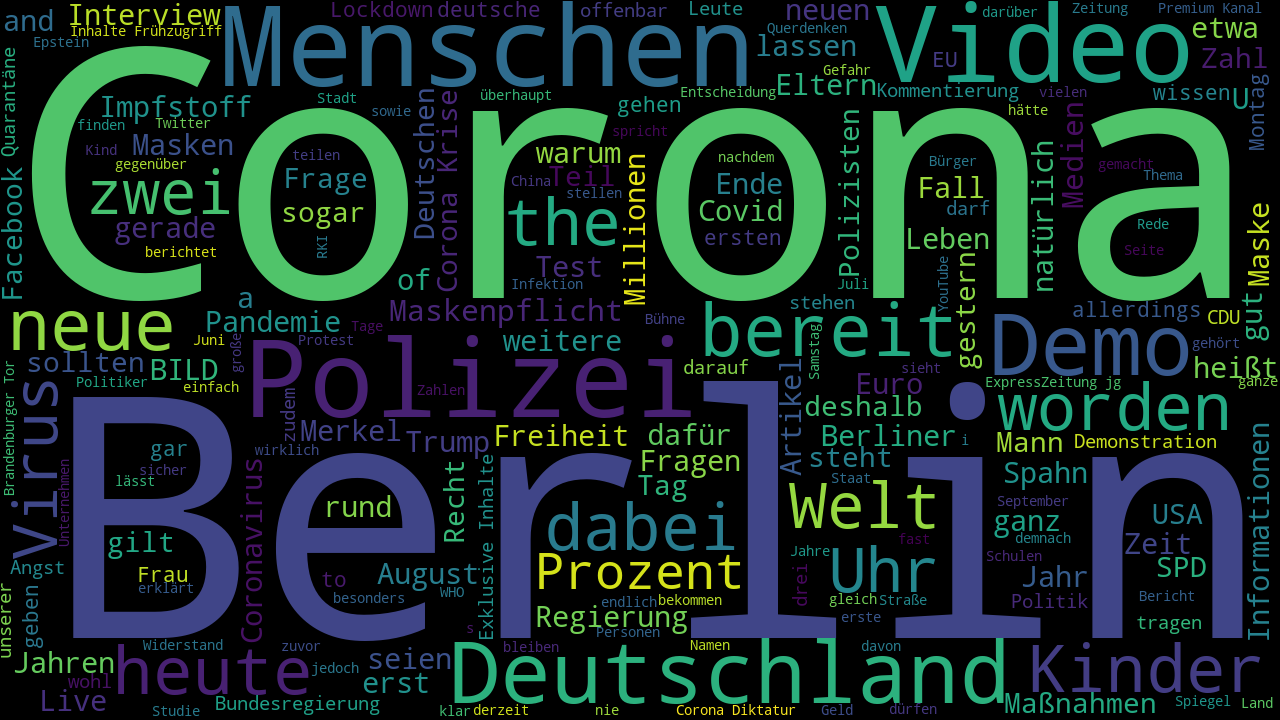 and
Interview
Menschen
Lockdown
deutsche
offenbar
Leute
neuen
Video
darüber
Zeitung
Premium Kanal
Epstein
Inhalte Frühzugriff
Querdenken
lassen
etwa
EU
Zahl
Gefahr
Corona
Impfstoff
Stadt
überhaupt
gehen
Entscheidung
Eltern
Kommentierung
vielen
wissen
U
Montag
Quarantäne
Facebook
finden
Twitter
sowie
hätte
Masken
Kind
gegenüber
zwei
gerade
berichtet
teilen
Frage
sogar
RKI
Deutschen
Corona Krise
spricht
warum
Teil
China
stellen
the
Test
Infektion
of
Millionen
nachdem
Ende
Covid
ersten
Polizisten
Juli
Bürger
Fall
darf
Leben
YouTube
gestern
natürlich
Medien
gemacht
Thema
Rede
Seite
Maske
gut
neue
a
Pandemie
Tage
Maskenpflicht
Bühne
stehen
bereit
allerdings
CDU
Demo
gehört
heißt
Juni
große
Protest
weitere
Samstag
sollten
BILD
Politiker
einfach
Polizei
Zahlen
darauf
Artikel
sieht
Euro
ExpressZeitung jg
ganze
Brandenburger Tor
Virus
Berlin
zudem
Merkel
Trump
Freiheit
dafür
deshalb
worden
Berliner
i
Mann
Demonstration
gar
wirklich
sicher
lässt
Fragen
steht
Spahn
Informationen
Unternehmen
Coronavirus
rund
Recht
Exklusive Inhalte
Tag
Staat
Welt
September
USA
gilt
dabei
ganz
demnach
Zeit
fast
Angst
Frau
erklärt
to
August
WHO
Prozent
Jahre
Uhr
Schulen
Jahr
SPD
besonders
endlich
bekommen
drei
gleich
Straße
Politik
Bericht
unserer
geben
Regierung
erste
tragen
s
Personen
Widerstand
zuvor
bleiben
Namen
davon
Jahren
wohl
heute
jedoch
seien
erst
Deutschland
Kinder
Live
Studie
Bundesregierung
klar
derzeit
nie
Corona Diktatur
Geld
dürfen
Maßnahmen
Spiegel
Land